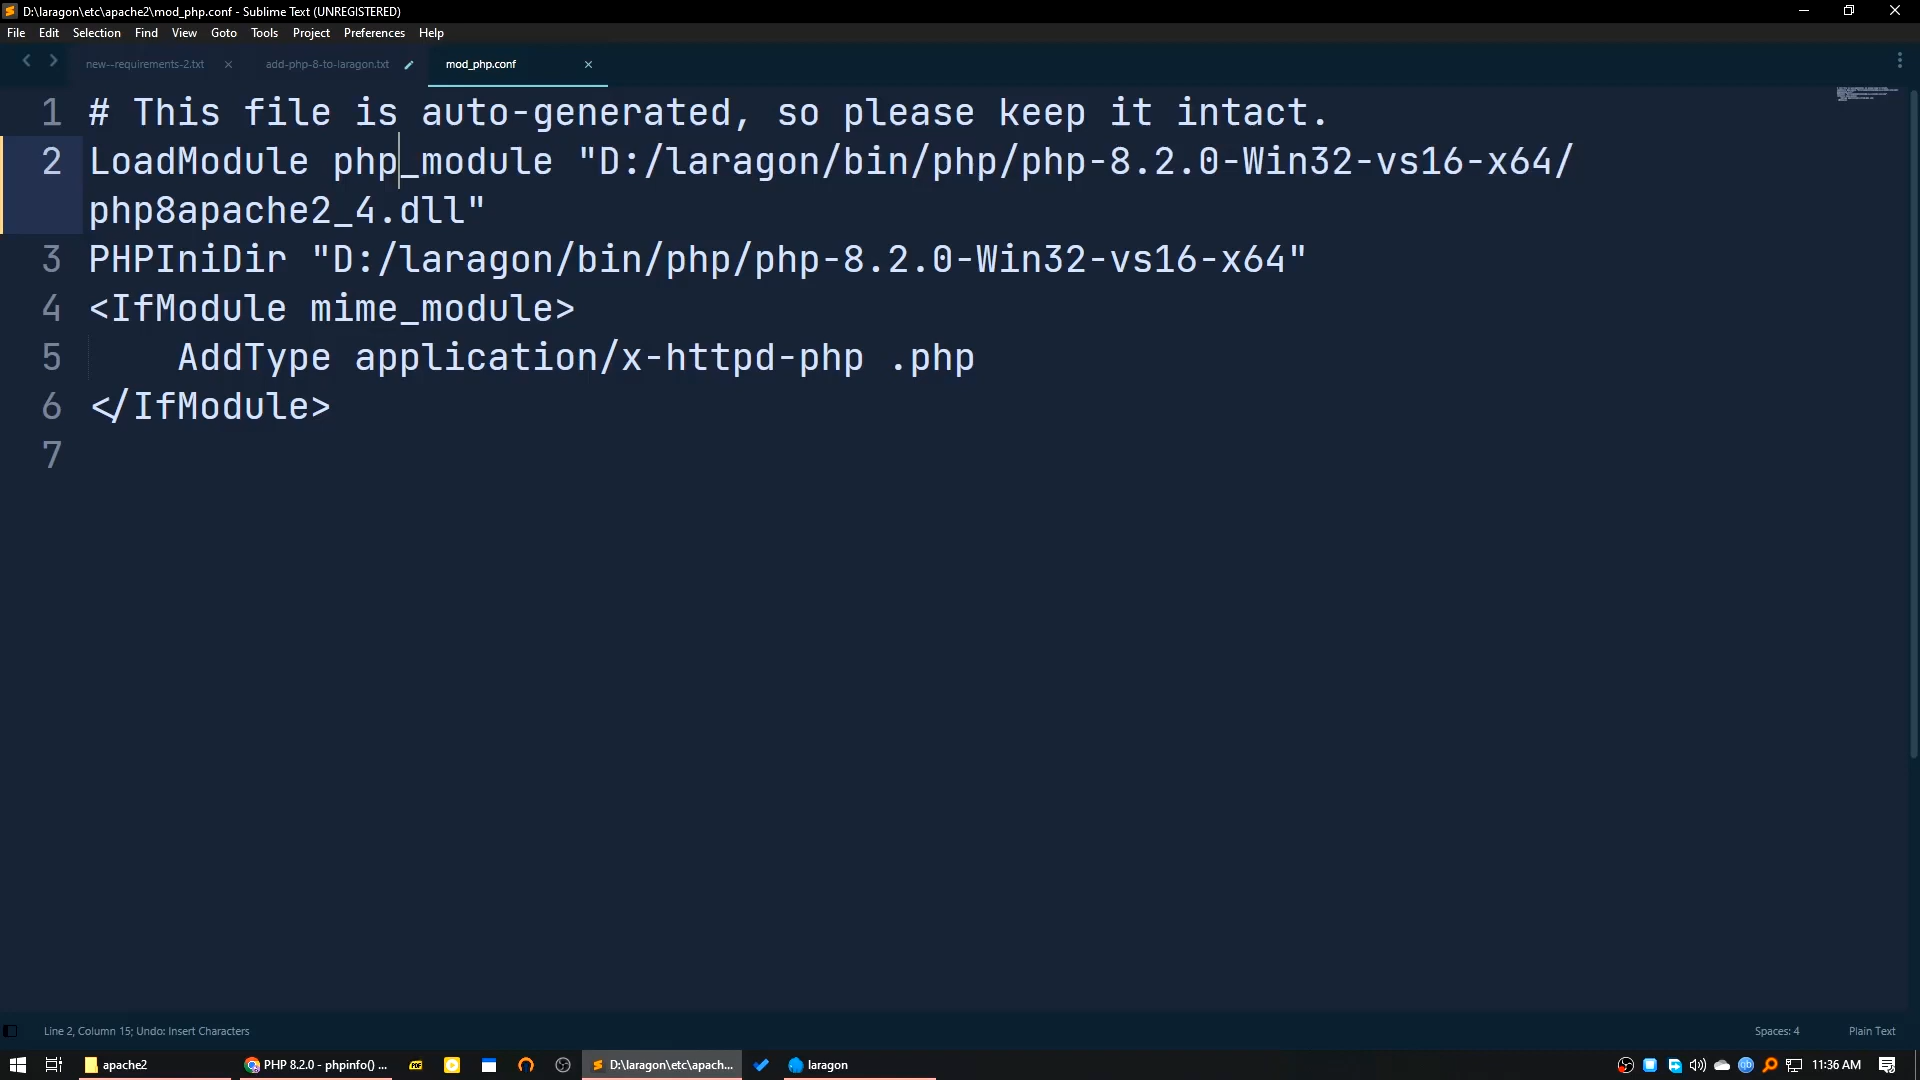 D:\laragon\etc\apache2\mod_php.conf - Sublime Text (UNREGISTERED)
File Edit Selection Find View Goto Tools Project Preferences Help
new--requirements-2.txt add-php-8-to-laragon.txt mod_php.conf
1 # This file is auto-generated, so please keep it intact.
2 LoadModule php_module "D:/laragon/bin/php/php-8.2.0-Win32-vs16-x64/
php8apache2_4.dll"
3 PHPIniDir "D:/laragon/bin/php/php-8.2.0-Win32-vs16-x64"
4 <IfModule mime_module>
5     AddType application/x-httpd-php .php
6 </IfModule>
7
Line 2, Column 15; Undo: Insert Characters Spaces: 4 Plain Text
apache2 PHP 8.2.0 - phpinfo() ... D:\laragon\etc\apach... laragon 11:36 AM